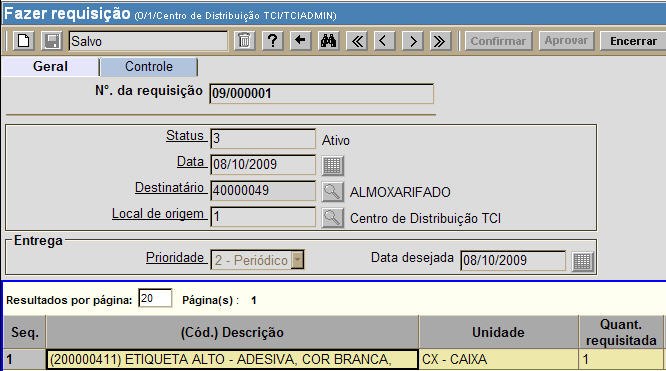 Fazer requisição (0/1/Centro de Distribuição TCI/TCIADMIN)
Salvo ? Confirmar Aprovar Encerrar
Geral Controle
N°. da requisição 09/000001
Status 3 Ativo
Data 08/10/2009
Destinatário 40000049 ALMOXARIFADO
Local de origem 1 Centro de Distribuição TCI
Entrega
Prioridade 2 - Periódico Data desejada 08/10/2009
Resultados por página: 20 Página(s) : 1
Seq. (Cód.) Descrição Unidade Quant. requisitada
1 (200000411) ETIQUETA ALTO - ADESIVA, COR BRANCA, CX - CAIXA 1